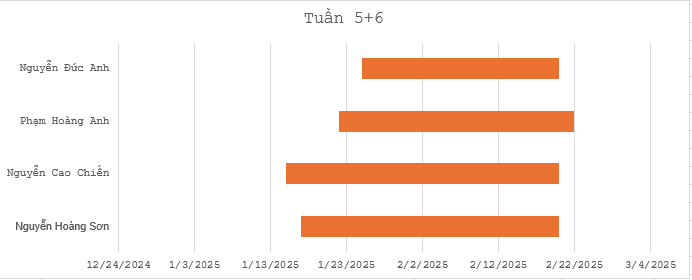 Tuần 5+6
Nguyễn Đức Anh
Phạm Hoàng Anh
Nguyễn Cao Chiến
Nguyễn Hoàng Sơn
12/24/2024 1/3/2025 1/13/2025 1/23/2025 2/2/2025 2/12/2025 2/22/2025 3/4/2025